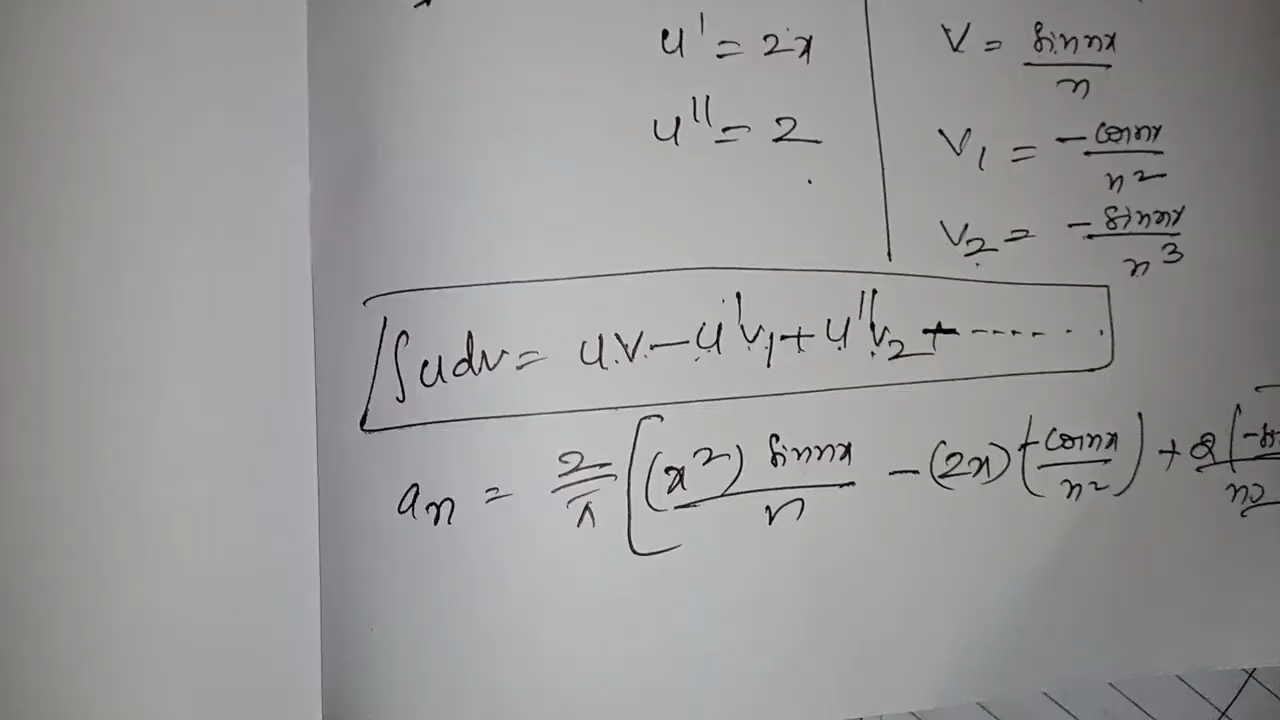 u' = 2x
u'' = 2
v = sin nx / n
v₁ = -cos nx / n²
v₂ = -sin nx / n³
∫udv = uv - u'v₁ + u''v₂ + ......
aₙ = 2/π [(x²) sin nx / n - (2x) (-cos nx / n²) + 2(-